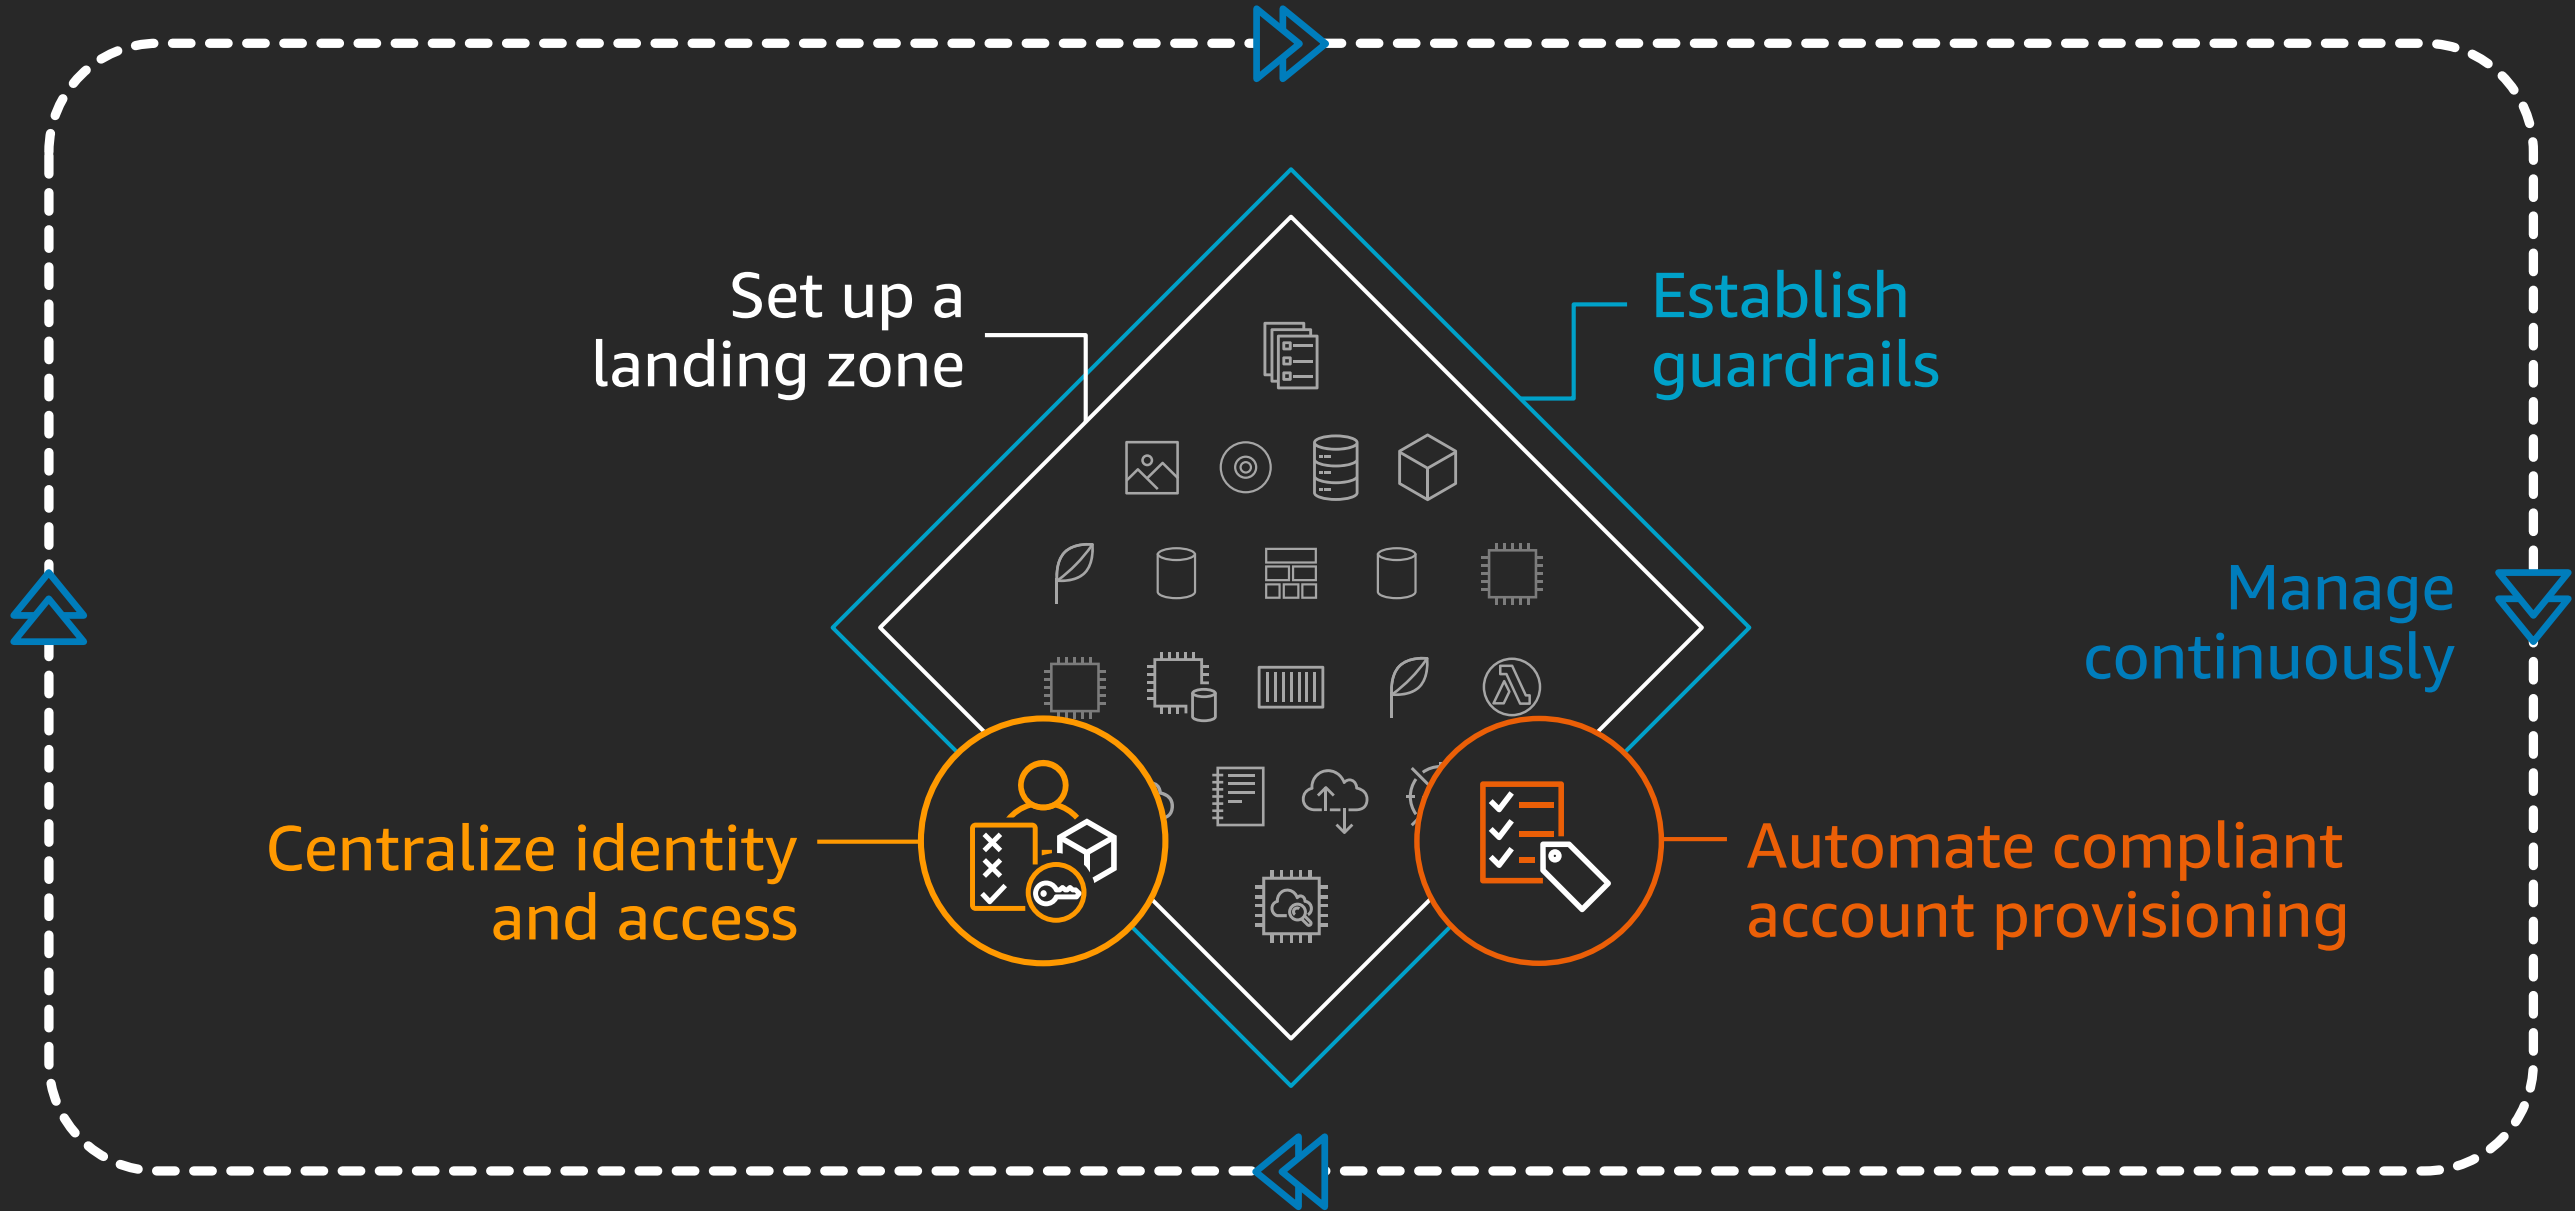 Set up a
landing zone
Establish
guardrails
Manage
continuously
Centralize identity
and access
Automate compliant
account provisioning